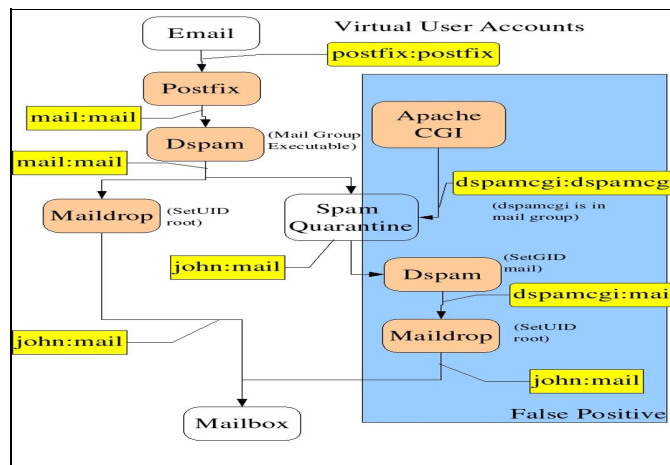 Virtual User Accounts
Email
postfix:postfix
Postfix
mail:mail
Dspam
(Mail Group
Executable)
mail:mail
Maildrop
(SetUID
root)
Apache
CGI
dspamcgi:dspamcg
(dspamcgi is in
mail group)
Spam
Quarantine
john:mail
Dspam
(SetGID
mail)
dspamcgi:mai
Maildrop
(SetUID
root)
john:mail
john:mail
Mailbox
False Positive